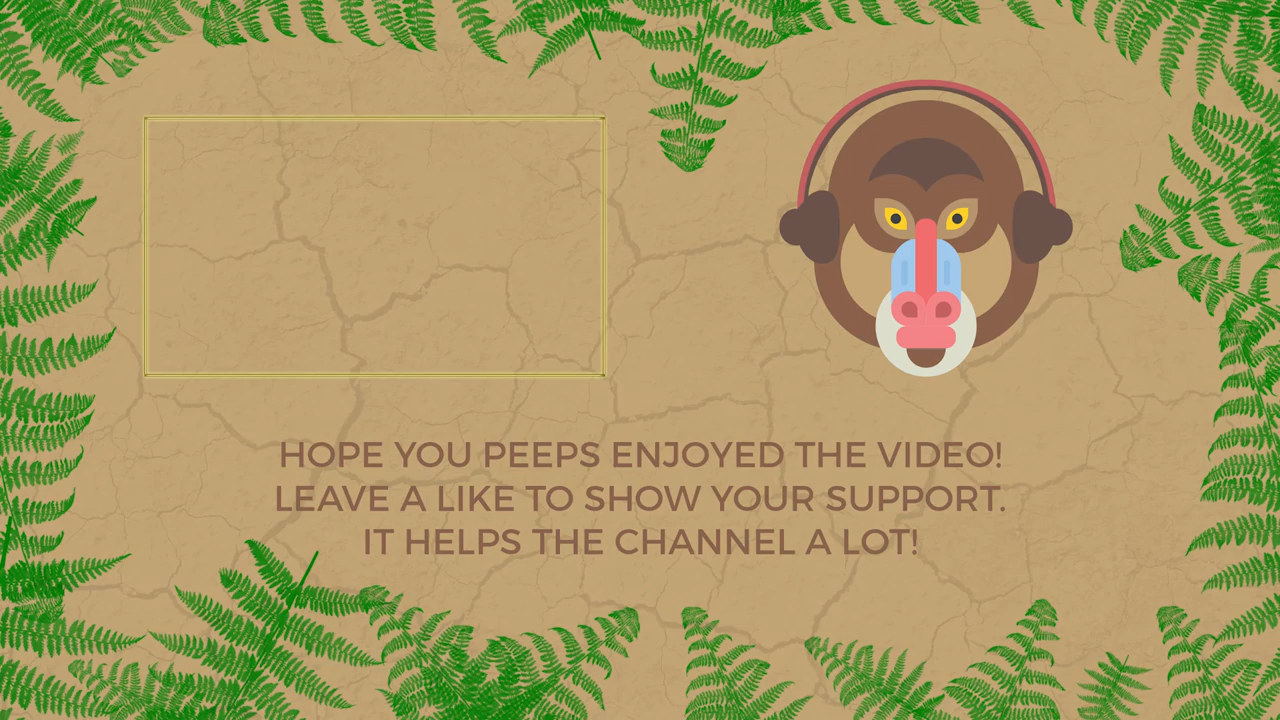 HOPE YOU PEEPS ENJOYED THE VIDEO!
LEAVE A LIKE TO SHOW YOUR SUPPORT.
IT HELPS THE CHANNEL A LOT!